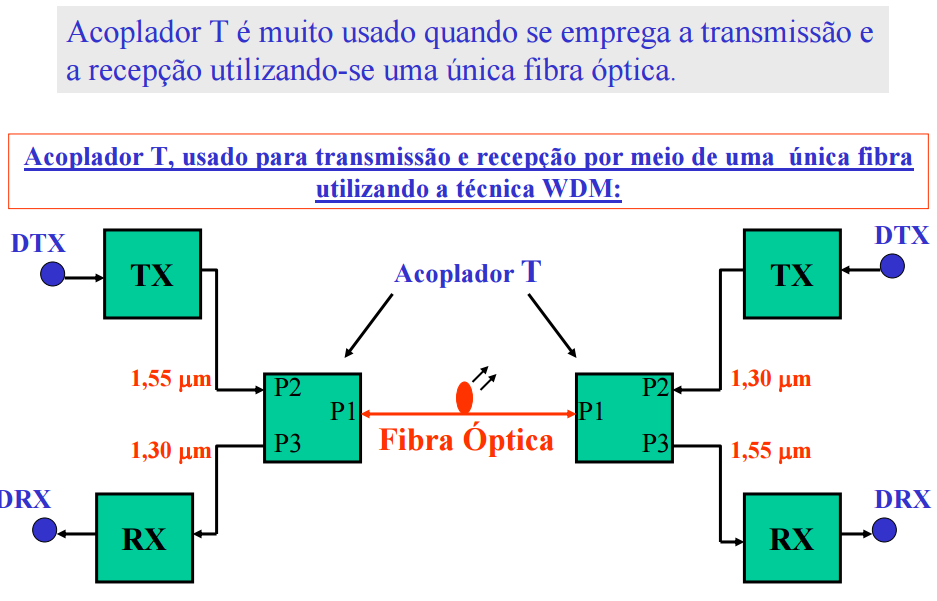 Acoplador T é muito usado quando se emprega a transmissão e
a recepção utilizando-se uma única fibra óptica.
Acoplador T, usado para transmissão e recepção por meio de uma única fibra
utilizando a técnica WDM:
DTX
DTX
TX
Acoplador T
TX
1,55 μm
P2
P2
1,30 μm
P1
P1
1,30 μm
P3
Fibra Óptica
P3
1,55 μm
DRX
DRX
RX
RX